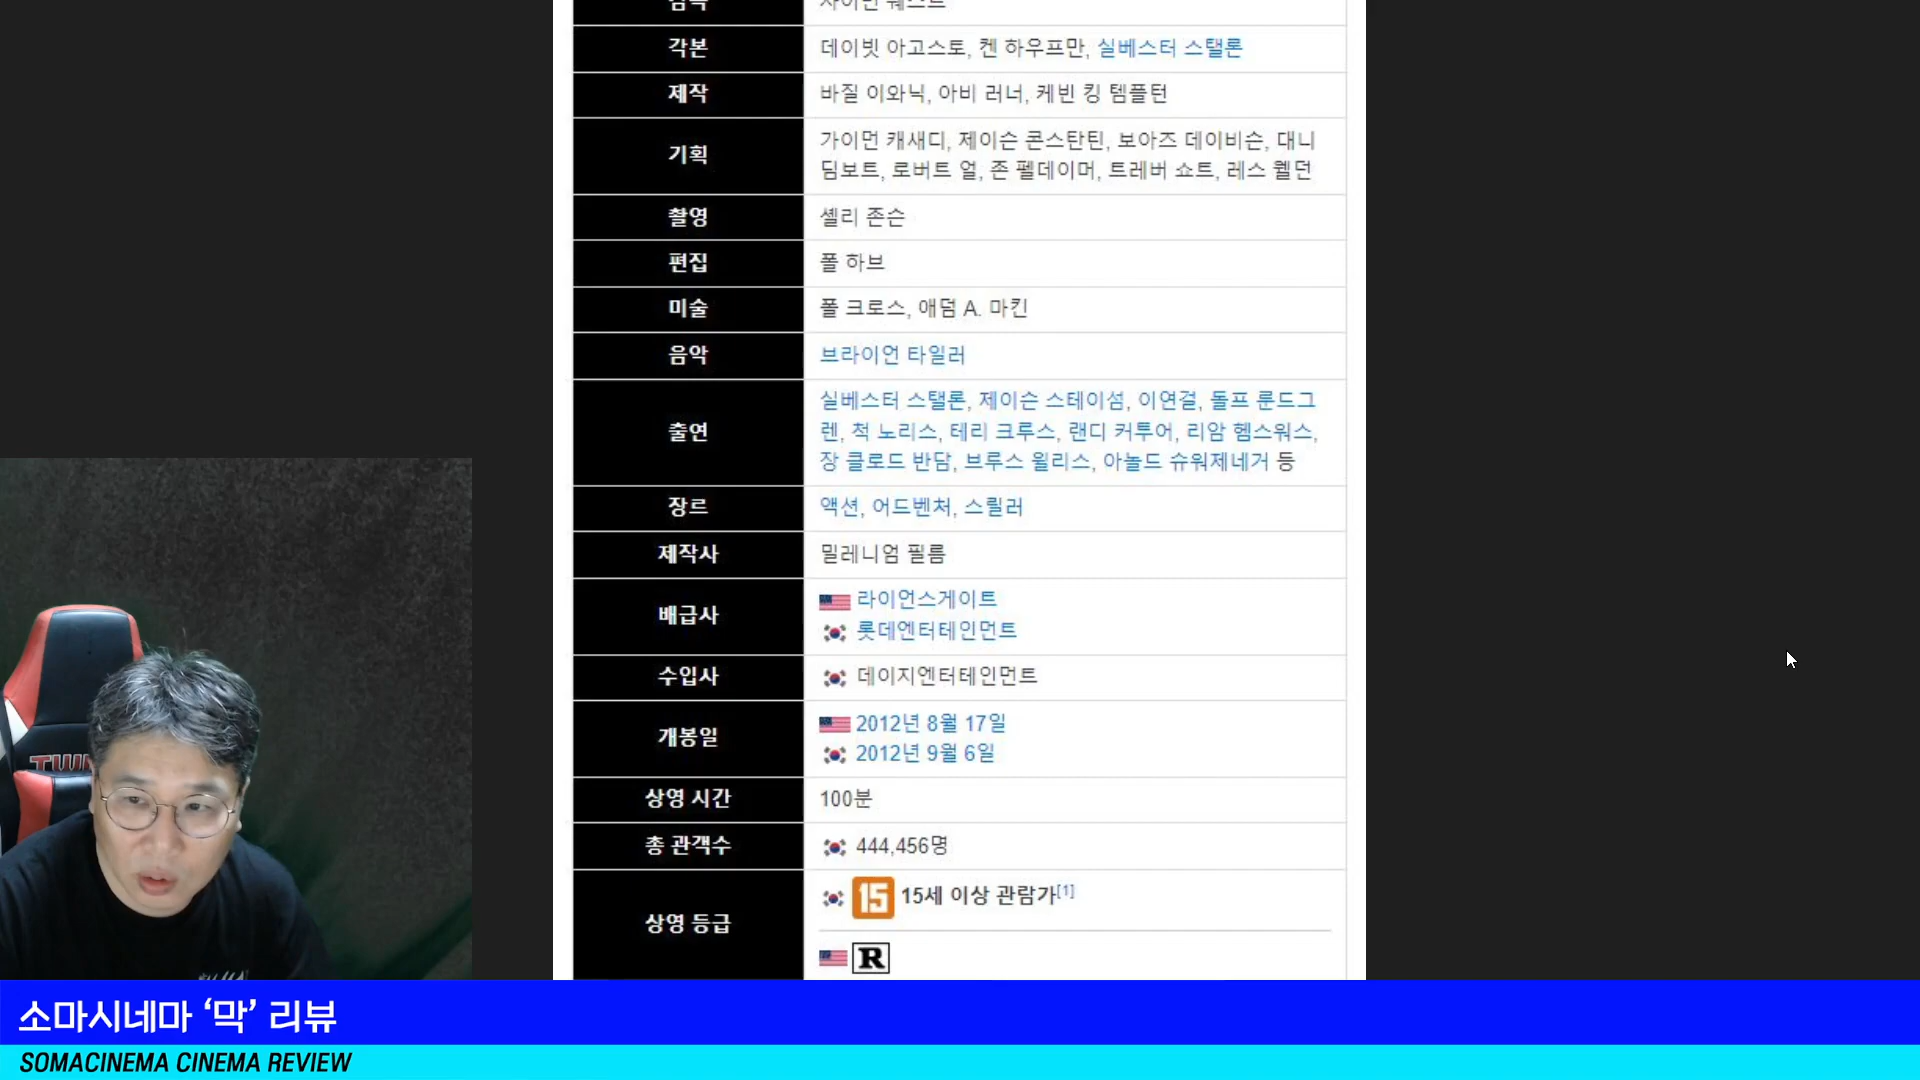 감독 사이먼 웨스트
각본 데이빗 아고스토, 켄 하우프만, 실베스터 스탤론
제작 바질 이와닉, 아비 러너, 케빈 킹 템플턴
기획 가이먼 캐새디, 제이슨 콘스탄틴, 보아즈 데이비슨, 대니
딤보트, 로버트 얼, 존 펠데이머, 트레버 쇼트, 레스 웰던
촬영 셸리 존슨
편집 폴 하브
미술 폴 크로스, 애덤 A. 마킨
음악 브라이언 타일러
출연 실베스터 스탤론, 제이슨 스테이섬, 이연걸, 돌프 룬드그
렌, 척 노리스, 테리 크루스, 랜디 커투어, 리암 헴스워스,
장 클로드 반담, 브루스 윌리스, 아놀드 슈워제네거 등
장르 액션, 어드벤처, 스릴러
제작사 밀레니엄 필름
배급사 라이언스게이트
롯데엔터테인먼트
수입사 데이지엔터테인먼트
개봉일 2012년 8월 17일
2012년 9월 6일
상영 시간 100분
총 관객수 444,456명
상영 등급 15 15세 이상 관람가[1]
R
소마시네마 ‘막’ 리뷰
SOMACINEMA CINEMA REVIEW